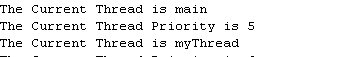 The Current Thread is main
The Current Thread Priority is 5
The Current Thread is myThread